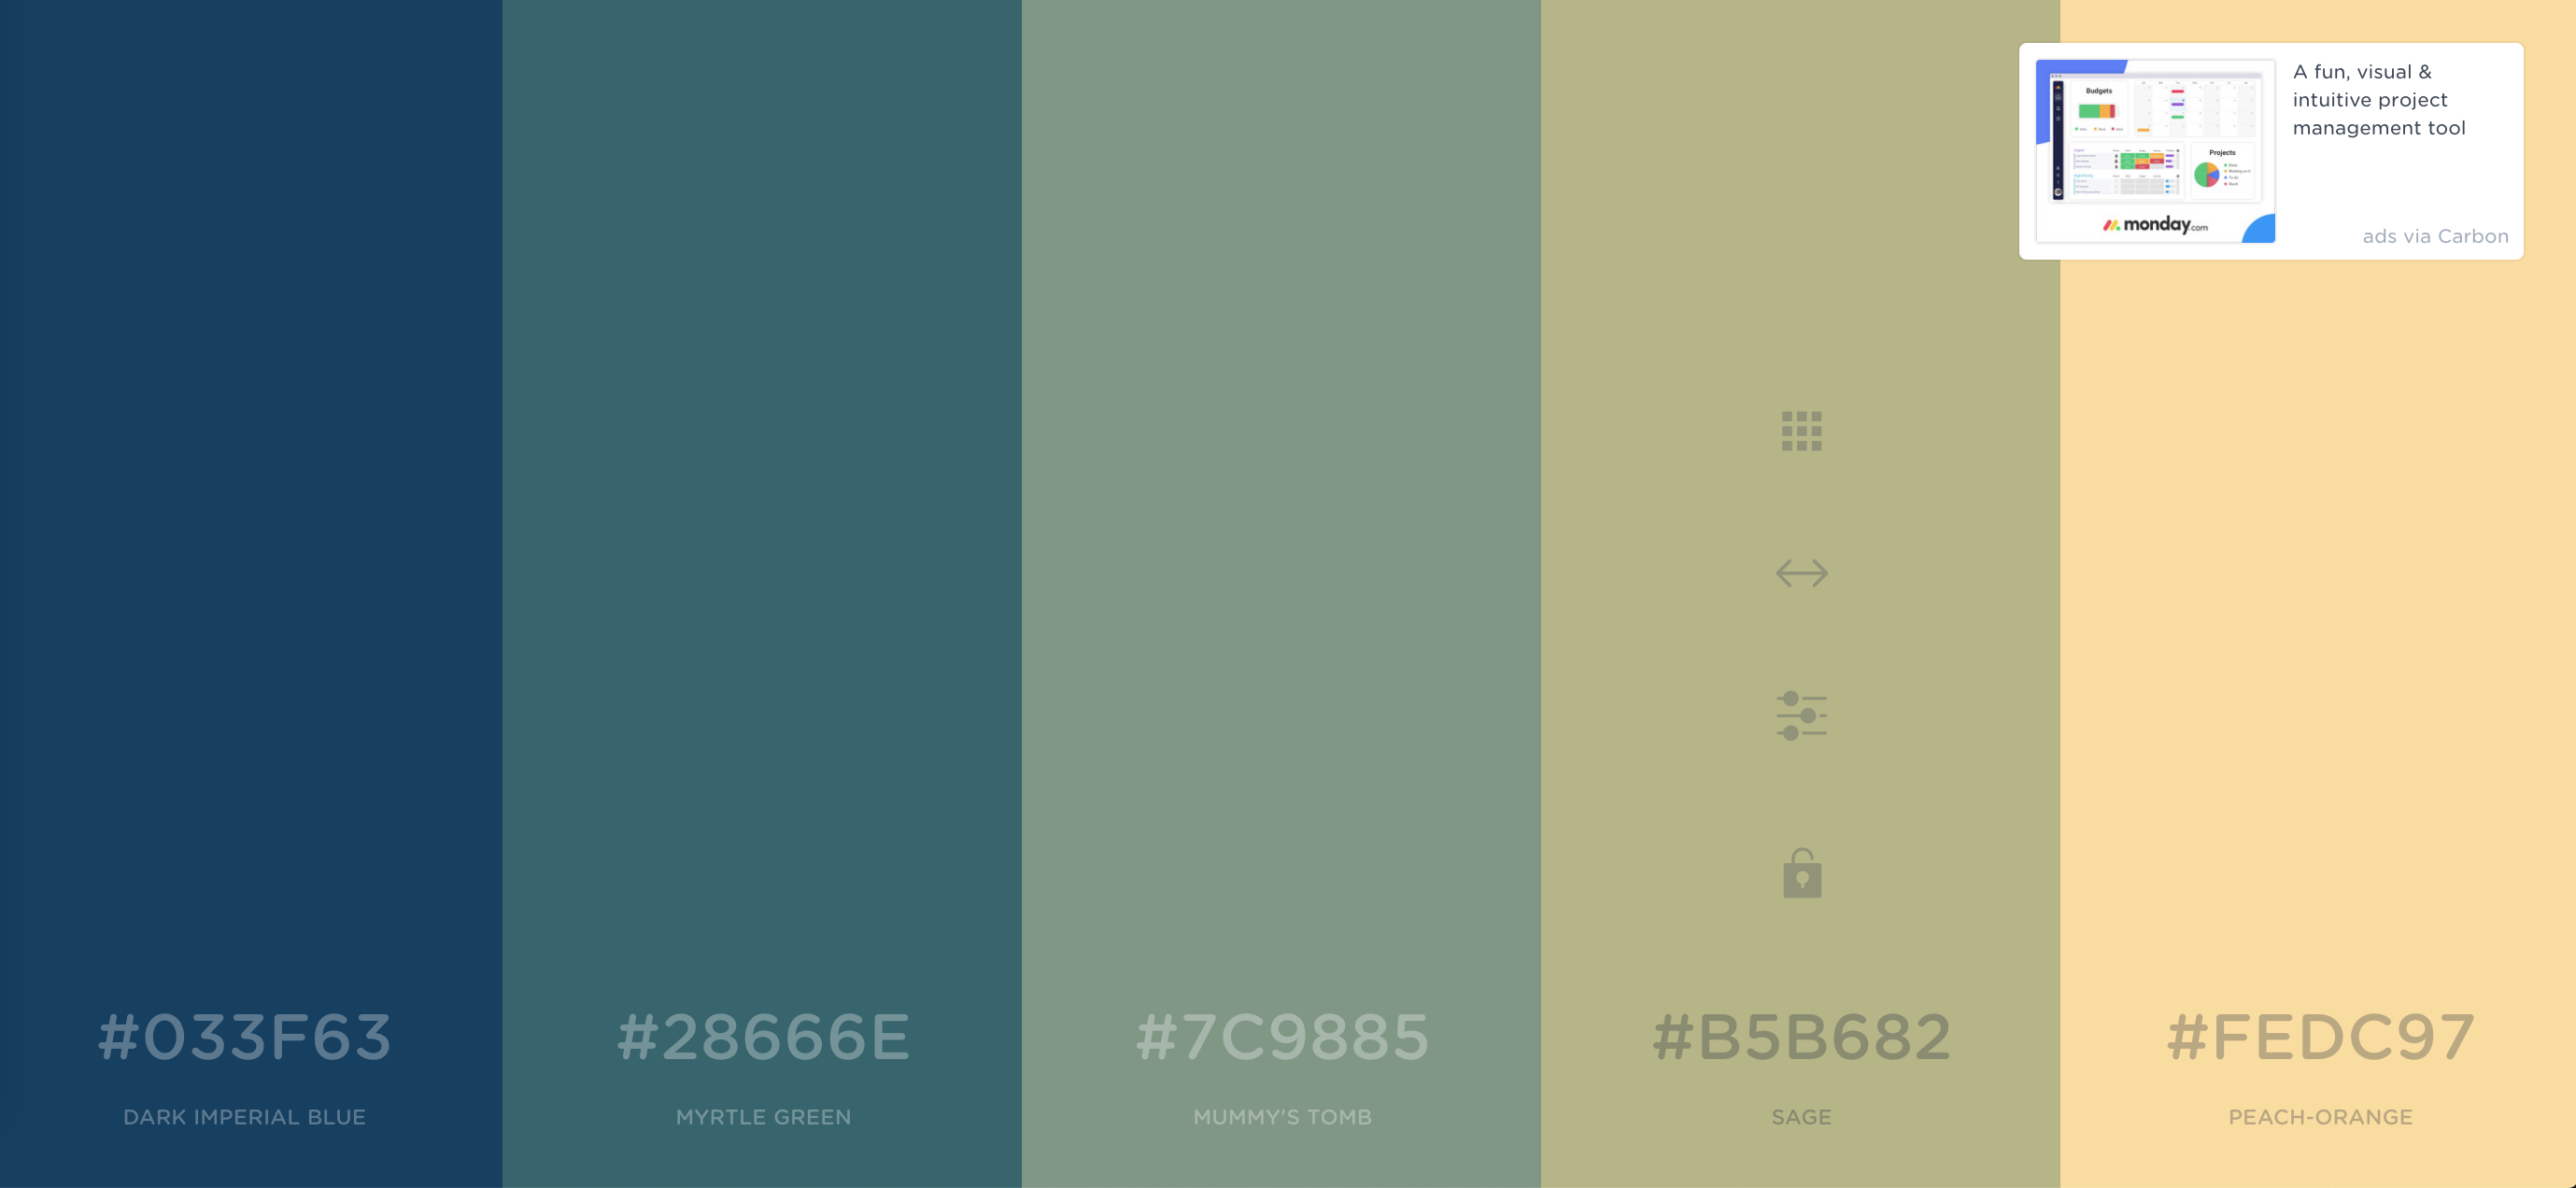 #033F63
DARK IMPERIAL BLUE
#28666E
MYRTLE GREEN
#7C9885
MUMMY'S TOMB
#B5B682
SAGE
#FEDC97
PEACH-ORANGE
A fun, visual &
intuitive project
management tool
ads via Carbon
Budgets
Projects
monday.com